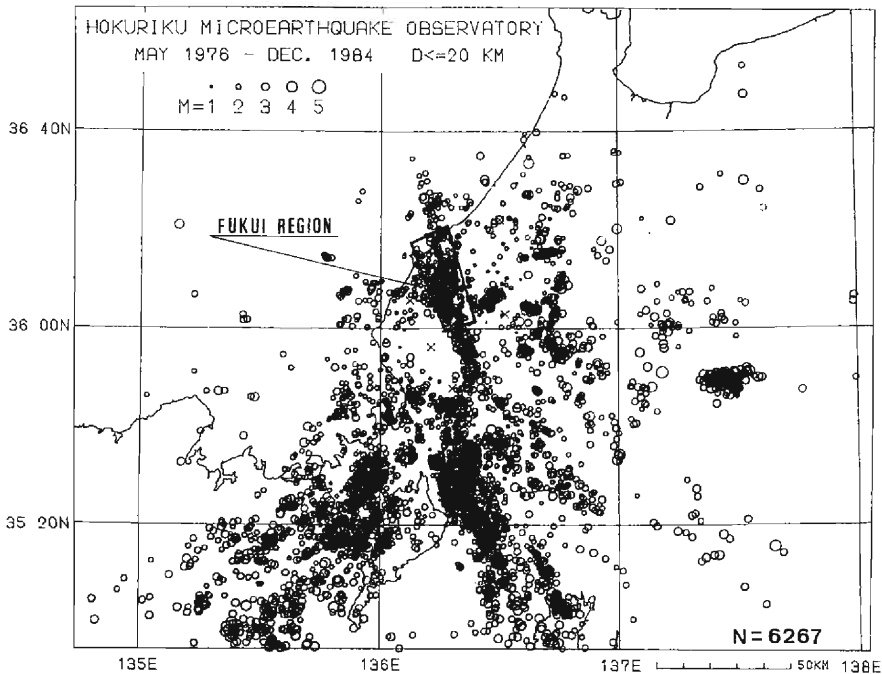 HOKURIKU MiCROEARTHQUAKE OBSERVATORY
MAY 1976 - DEC. 1984 D<=20 KM
M=1 2 3 4 5
36 40N
FUKUI REGION
36 00N
35 20N
N=6267
135E 136E 137E 50KM 138E